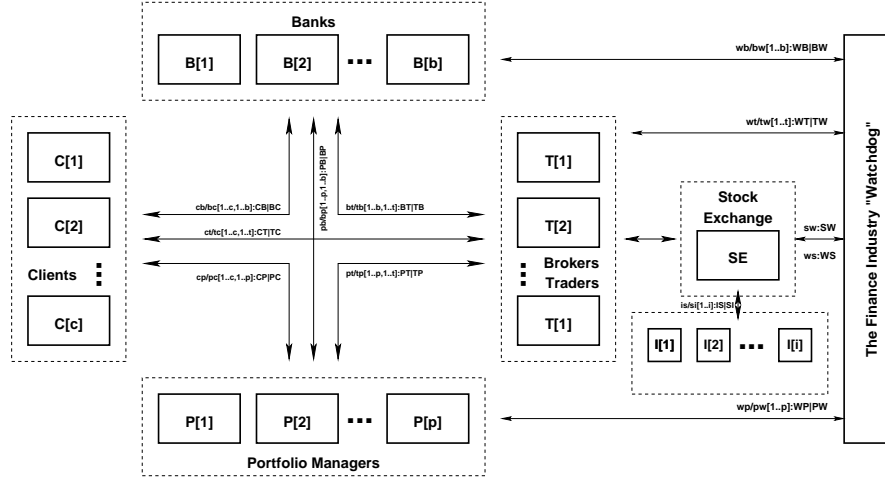 Banks
B[1] B[2] B[b]
wb/bw[1..b]:WB|BW
wt/tw[1..t]:WT|TW
C[1]
C[2]
Clients
C[c]
cb/bc[1..c,1..b]:CB|BC
ct/tc[1..c,1..t]:CT|TC
cp/pc[1..c,1..p]:CP|PC
pb/bp[1..p,1..b]:PB|BP
bt/tb[1..b,1..t]:BT|TB
pt/tp[1..p,1..t]:PT|TP
T[1]
T[2]
Brokers
Traders
T[1]
Stock
Exchange
SE
sw:SW
ws:WS
is/si[1..i]:IS|SI
I[1] I[2] I[i]
wp/pw[1..p]:WP|PW
P[1] P[2] P[p]
Portfolio Managers
The Finance Industry "Watchdog"